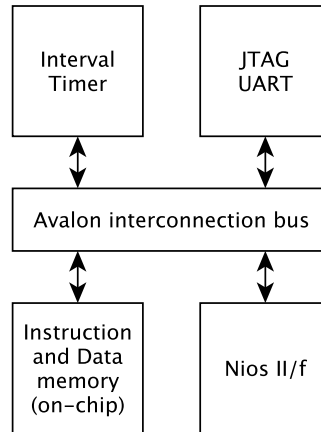 Interval
Timer
JTAG
UART
Avalon interconnection bus
Instruction
and Data
memory
(on-chip)
Nios II/f